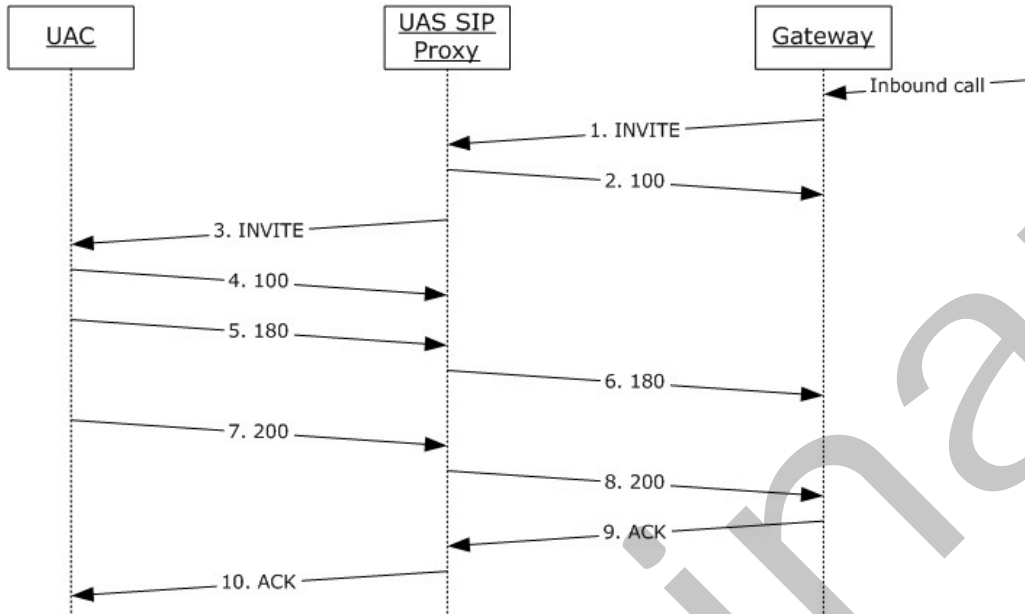 UAC
UAS SIP
Proxy
Gateway
Inbound call
1. INVITE
2. 100
3. INVITE
4. 100
5. 180
6. 180
7. 200
8. 200
9. ACK
10. ACK
ina